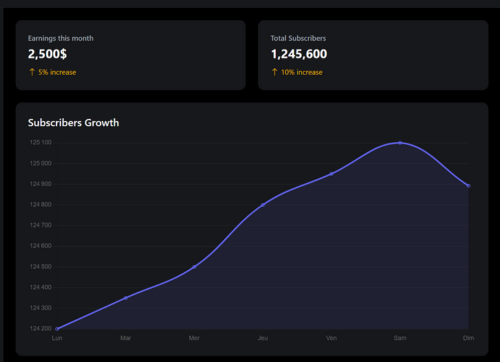 Earnings this month
2,500$
↑ 5% increase
Total Subscribers
1,245,600
↑ 10% increase
Subscribers Growth
125 100
125 000
124 900
124 800
124 700
124 600
124 500
124 400
124 300
124 200
Lun Mar Mer Jeu Ven Sam Dim